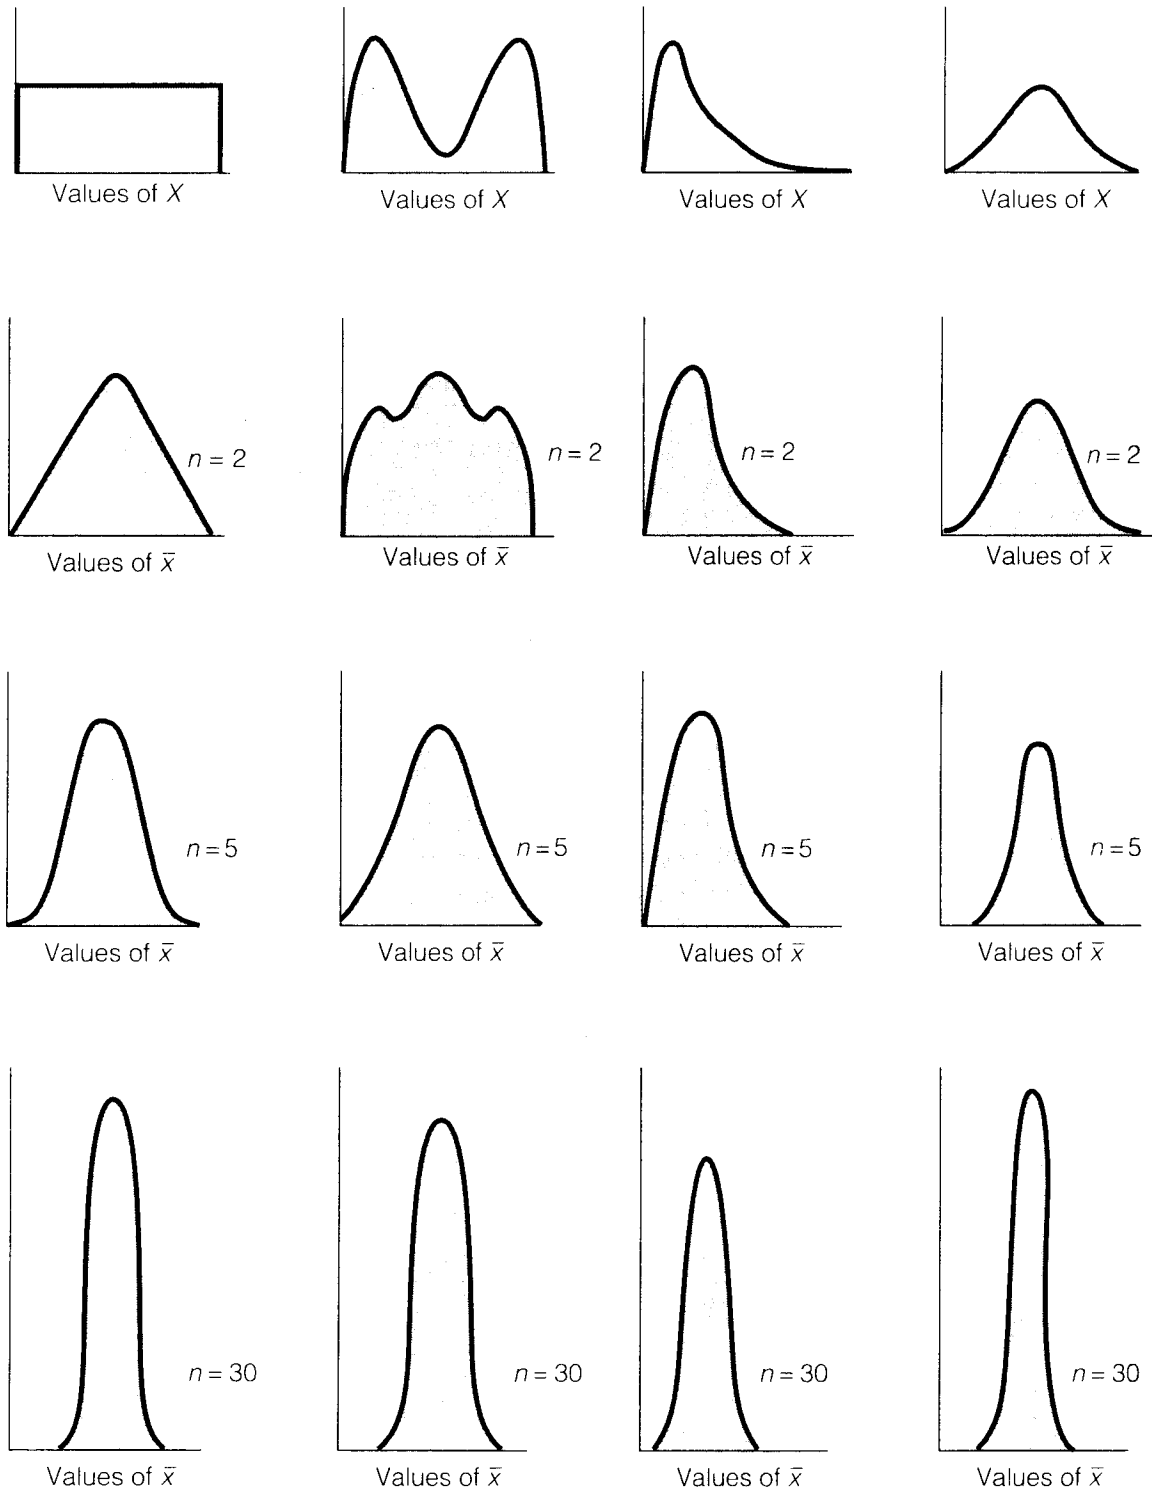 Values of X
Values of X
Values of X
Values of X
n = 2
n = 2
n = 2
n = 2
Values of x̄
Values of x̄
Values of x̄
Values of x̄
n = 5
n = 5
n = 5
n = 5
Values of x̄
Values of x̄
Values of x̄
Values of x̄
n = 30
n = 30
n = 30
n = 30
Values of x̄
Values of x̄
Values of x̄
Values of x̄